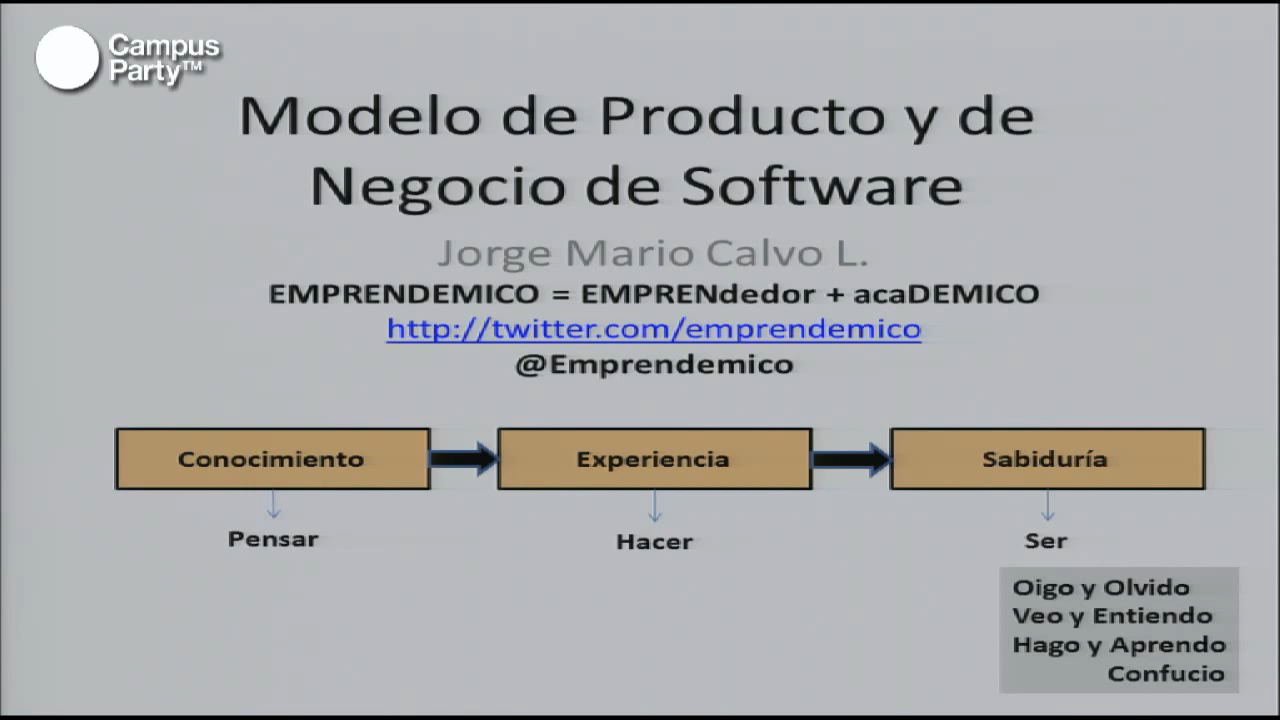 Campus
Party™
Modelo de Producto y de
Negocio de Software
Jorge Mario Calvo L.
EMPRENDEMICO = EMPRENdedor + acaDEMICO
http://twitter.com/emprendemico
@Emprendemico
Conocimiento
Experiencia
Sabiduría
Pensar
Hacer
Ser
Oigo y Olvido
Veo y Entiendo
Hago y Aprendo
Confucio